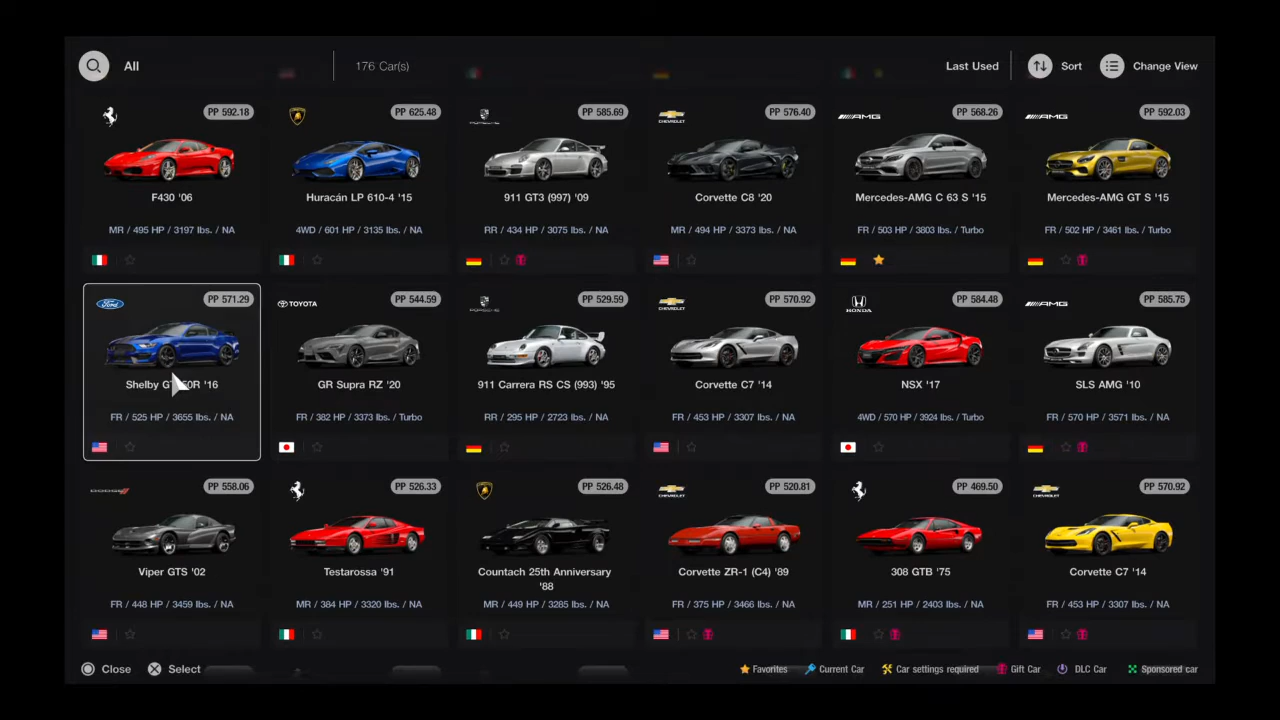 All
176 Car(s)
Last Used
Sort
Change View
PP 592.18
F430 '06
MR / 495 HP / 3197 lbs. / NA
PP 625.48
Huracán LP 610-4 '15
4WD / 601 HP / 3135 lbs. / NA
PP 585.69
911 GT3 (997) '09
RR / 434 HP / 3075 lbs. / NA
CHEVROLET
PP 576.40
Corvette C8 '20
MR / 494 HP / 3373 lbs. / NA
AMG
PP 568.26
Mercedes-AMG C 63 S '15
FR / 503 HP / 3803 lbs. / Turbo
AMG
PP 592.03
Mercedes-AMG GT S '15
FR / 502 HP / 3461 lbs. / Turbo
Ford
PP 571.29
Shelby
'16
FR / 525 HP / 3655 lbs. / NA
TOYOTA
PP 544.59
GR Supra RZ '20
FR / 382 HP / 3373 lbs. / Turbo
PP 529.59
911 Carrera RS CS (993) '95
RR / 295 HP / 2723 lbs. / NA
CHEVROLET
PP 570.92
Corvette C7 '14
FR / 453 HP / 3307 lbs. / NA
HONDA
PP 584.48
NSX '17
4WD / 570 HP / 3924 lbs. / Turbo
AMG
PP 585.75
SLS AMG '10
FR / 570 HP / 3571 lbs. / NA
DODGE
PP 558.06
Viper GTS '02
FR / 448 HP / 3459 lbs. / NA
PP 526.33
Testarossa '91
MR / 384 HP / 3320 lbs. / NA
PP 526.48
Countach 25th Anniversary
'88
MR / 449 HP / 3285 lbs. / NA
CHEVROLET
PP 520.81
Corvette ZR-1 (C4) '89
FR / 375 HP / 3466 lbs. / NA
PP 469.50
308 GTB '75
MR / 251 HP / 2403 lbs. / NA
CHEVROLET
PP 570.92
Corvette C7 '14
FR / 453 HP / 3307 lbs. / NA
Close
Select
Favorites
Current Car
Car settings required
Gift Car
DLC Car
Sponsored car